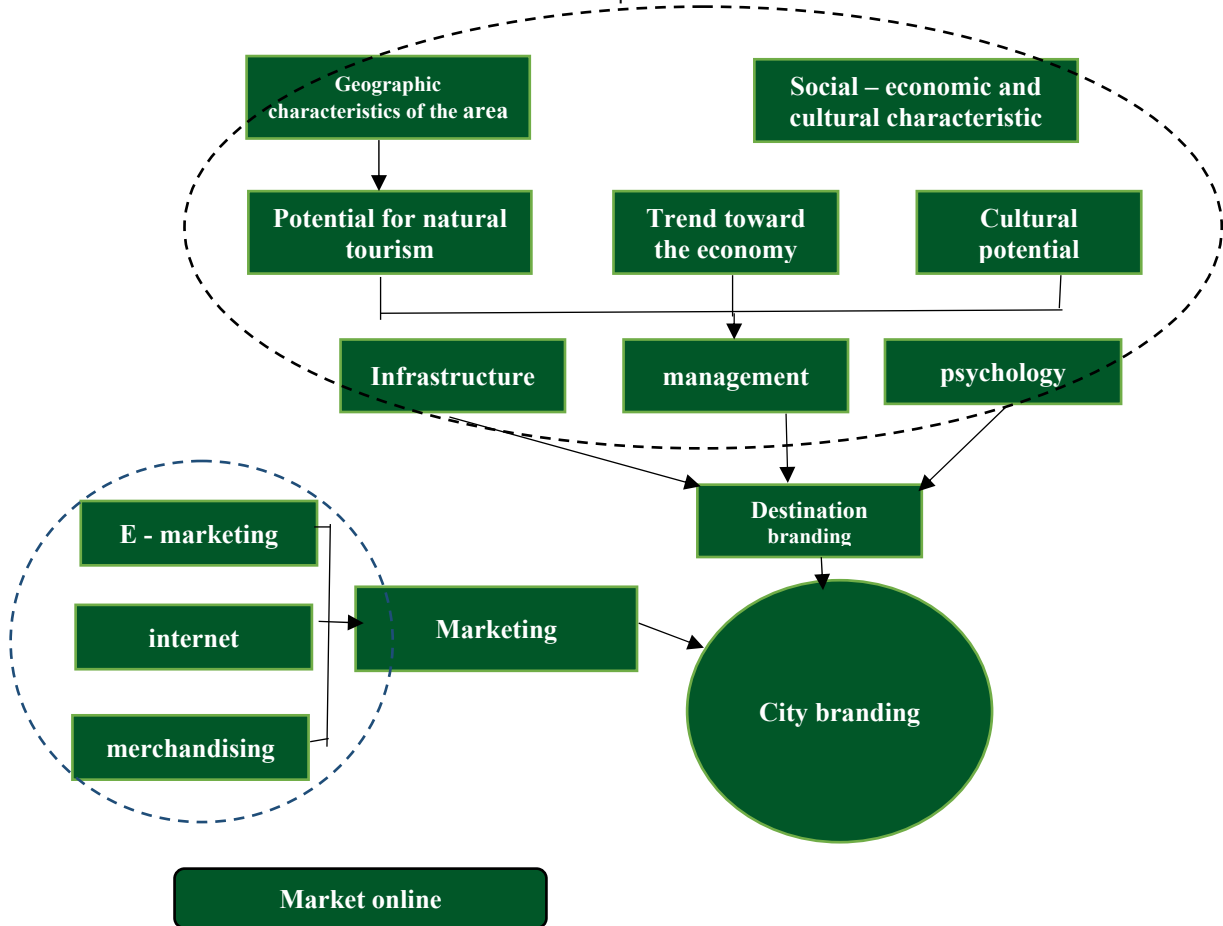 Geographic
characteristics of the area
Social – economic and
cultural characteristic
Potential for natural
tourism
Trend toward
the economy
Cultural
potential
Infrastructure
management
psychology
Destination
branding
E - marketing
internet
merchandising
Marketing
City branding
Market online